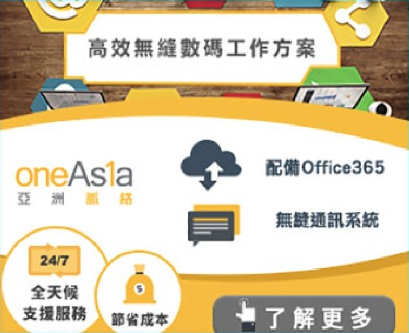 高效無縫數碼工作方案
oneAs1a
亞洲脈絡
配備Office365
無縫通訊系統
24/7
全天候
支援服務
$
節省成本
了解更多